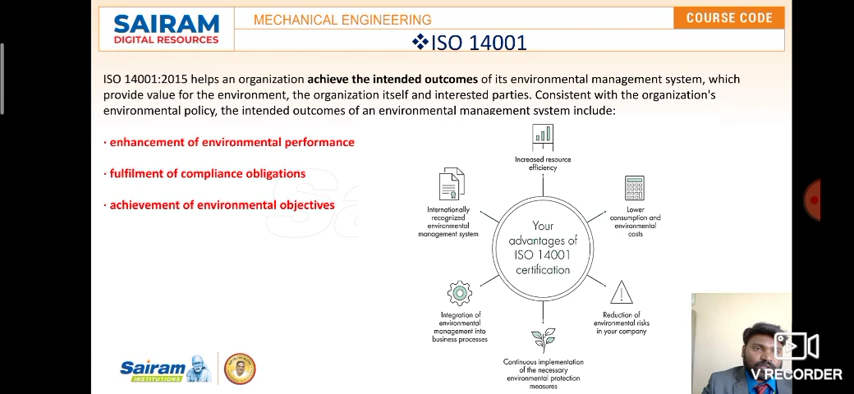 SAIRAM
DIGITAL RESOURCES
MECHANICAL ENGINEERING
COURSE CODE
❖ISO 14001
ISO 14001:2015 helps an organization achieve the intended outcomes of its environmental management system, which
provide value for the environment, the organization itself and interested parties. Consistent with the organization's
environmental policy, the intended outcomes of an environmental management system include:
· enhancement of environmental performance
· fulfilment of compliance obligations
· achievement of environmental objectives
Increased resource
efficiency
Internationally
recognized
environmental
management system
Lower
consumption and
environmental
costs
Your
advantages of
ISO 14001
certification
Integration of
environmental
management into
business processes
Reduction of
environmental risks
in your company
Continuous implementation
of the necessary
environmental protection
measures
Sairam
INSTITUTIONS
V RECORDER